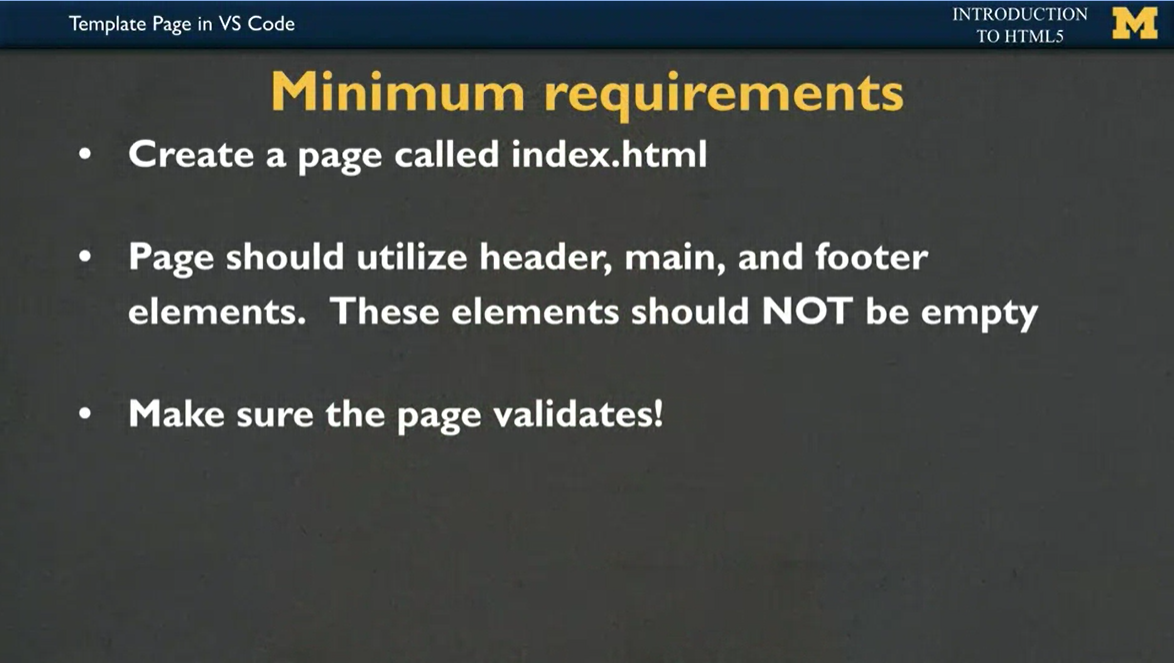 Template Page in VS Code
INTRODUCTION
TO HTML5
M
Minimum requirements
• Create a page called index.html
• Page should utilize header, main, and footer
elements.  These elements should NOT be empty
• Make sure the page validates!